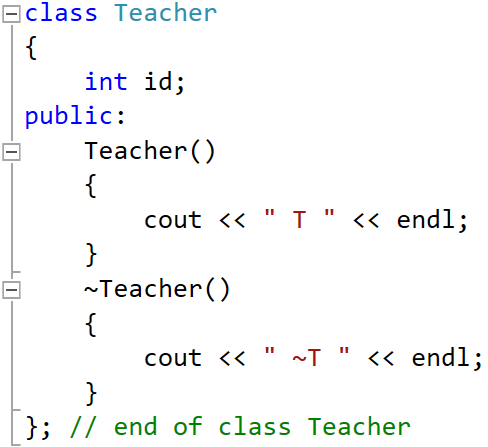 class Teacher
{
    int id;
public:
    Teacher()
    {
        cout << " T " << endl;
    }
    ~Teacher()
    {
        cout << " ~T " << endl;
    }
}; // end of class Teacher